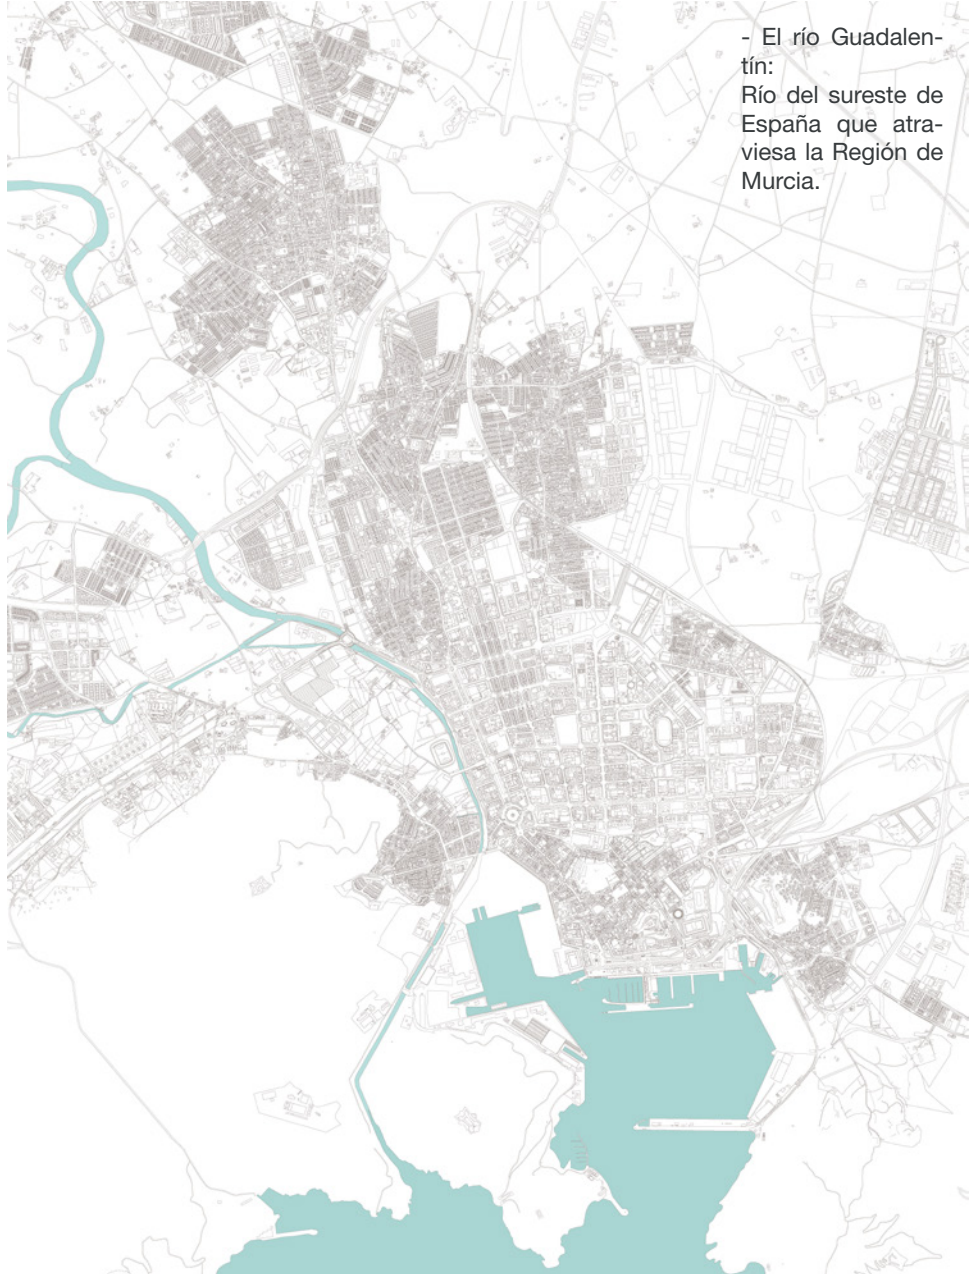 - El río Guadalen-
tín:
Río del sureste de
España que atra-
viesa la Región de
Murcia.